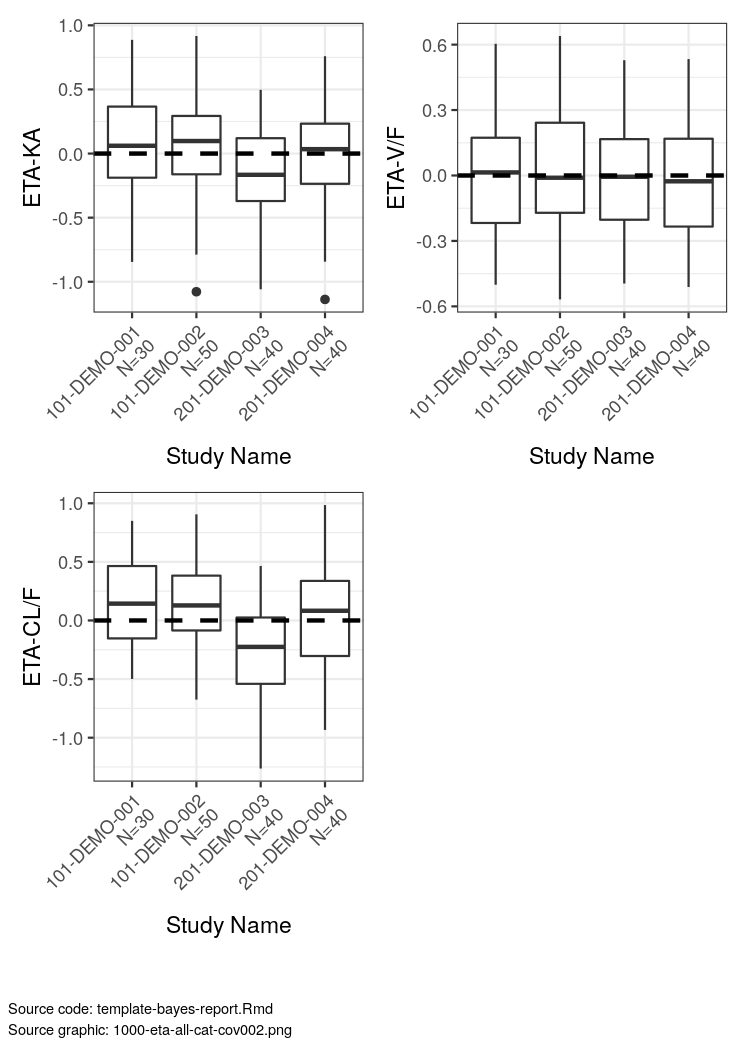 ETA-KA
1.0
0.5
0.0
-0.5
-1.0
101-DEMO-001
N=30
101-DEMO-002
N=50
201-DEMO-003
N=40
201-DEMO-004
N=40
Study Name
ETA-V/F
0.6
0.3
0.0
-0.3
-0.6
101-DEMO-001
N=30
101-DEMO-002
N=50
201-DEMO-003
N=40
201-DEMO-004
N=40
Study Name
ETA-CL/F
1.0
0.5
0.0
-0.5
-1.0
101-DEMO-001
N=30
101-DEMO-002
N=50
201-DEMO-003
N=40
201-DEMO-004
N=40
Study Name
Source code: template-bayes-report.Rmd
Source graphic: 1000-eta-all-cat-cov002.png